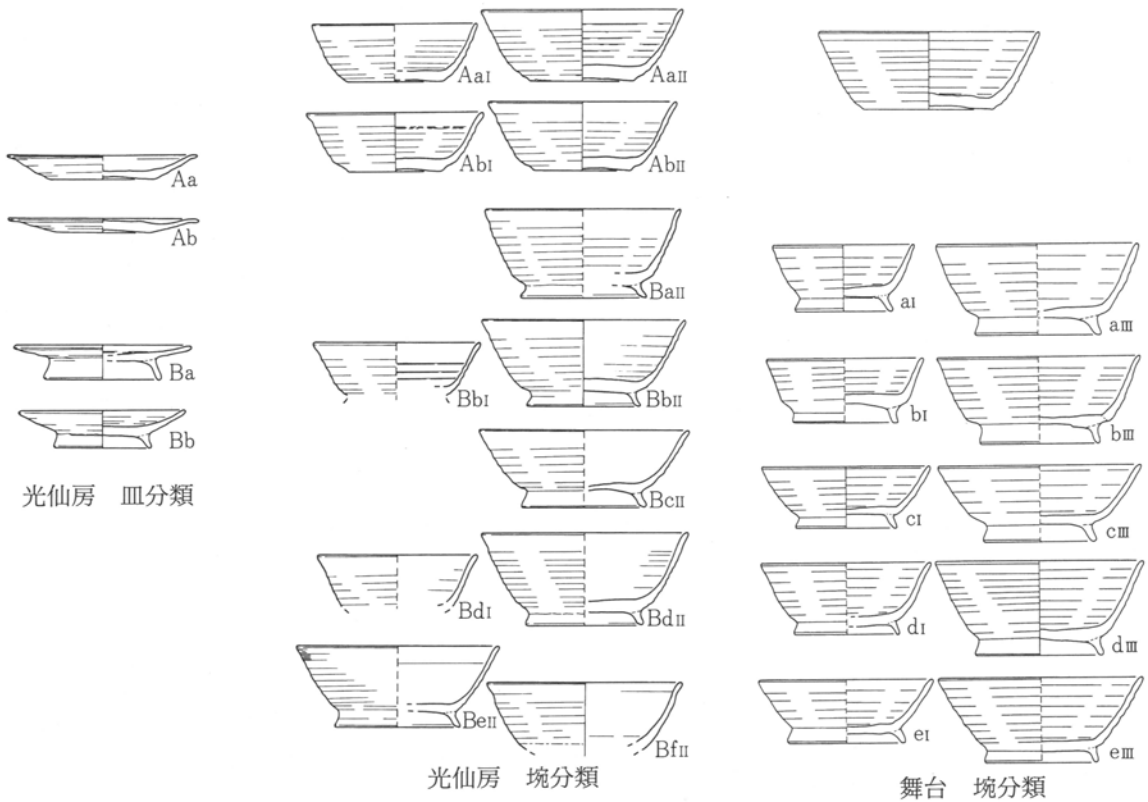 Aa
Ab
Ba
Bb
光仙房 皿分類
AaI AaII
AbI AbII
BaII
BbI BbII
BcII
BdI BdII
BeII BfII
光仙房 埦分類
aI aIII
bI bIII
cI cIII
dI dIII
eI eIII
舞台 埦分類